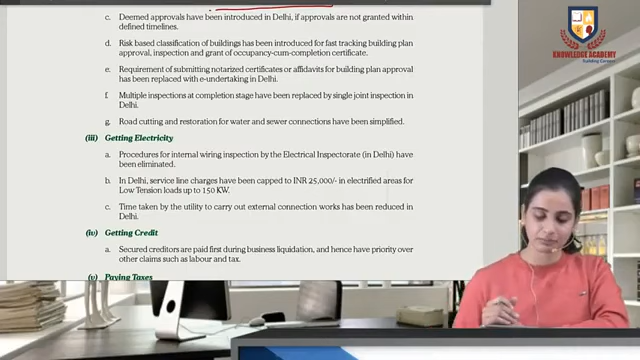 c. Deemed approvals have been introduced in Delhi, if approvals are not granted within
defined timelines.
d. Risk based classification of buildings has been introduced for fast tracking building plan
approval, inspection and grant of occupancy-cum-completion certificate.
e. Requirement of submitting notarized certificates or affidavits for building plan approval
has been replaced with e-undertaking in Delhi.
f. Multiple inspections at completion stage have been replaced by single joint inspection in
Delhi.
g. Road cutting and restoration for water and sewer connections have been simplified.
(iii) Getting Electricity
a. Procedures for internal wiring inspection by the Electrical Inspectorate (in Delhi) have
been eliminated.
b. In Delhi, service line charges have been capped to INR 25,000/- in electrified areas for
Low Tension loads up to 150 KW.
c. Time taken by the utility to carry out external connection works has been reduced in
Delhi.
(iv) Getting Credit
a. Secured creditors are paid first during business liquidation, and hence have priority over
other claims such as labour and tax.
(v) Paying Taxes
KNOWLEDGE ACADEMY
Building Careers